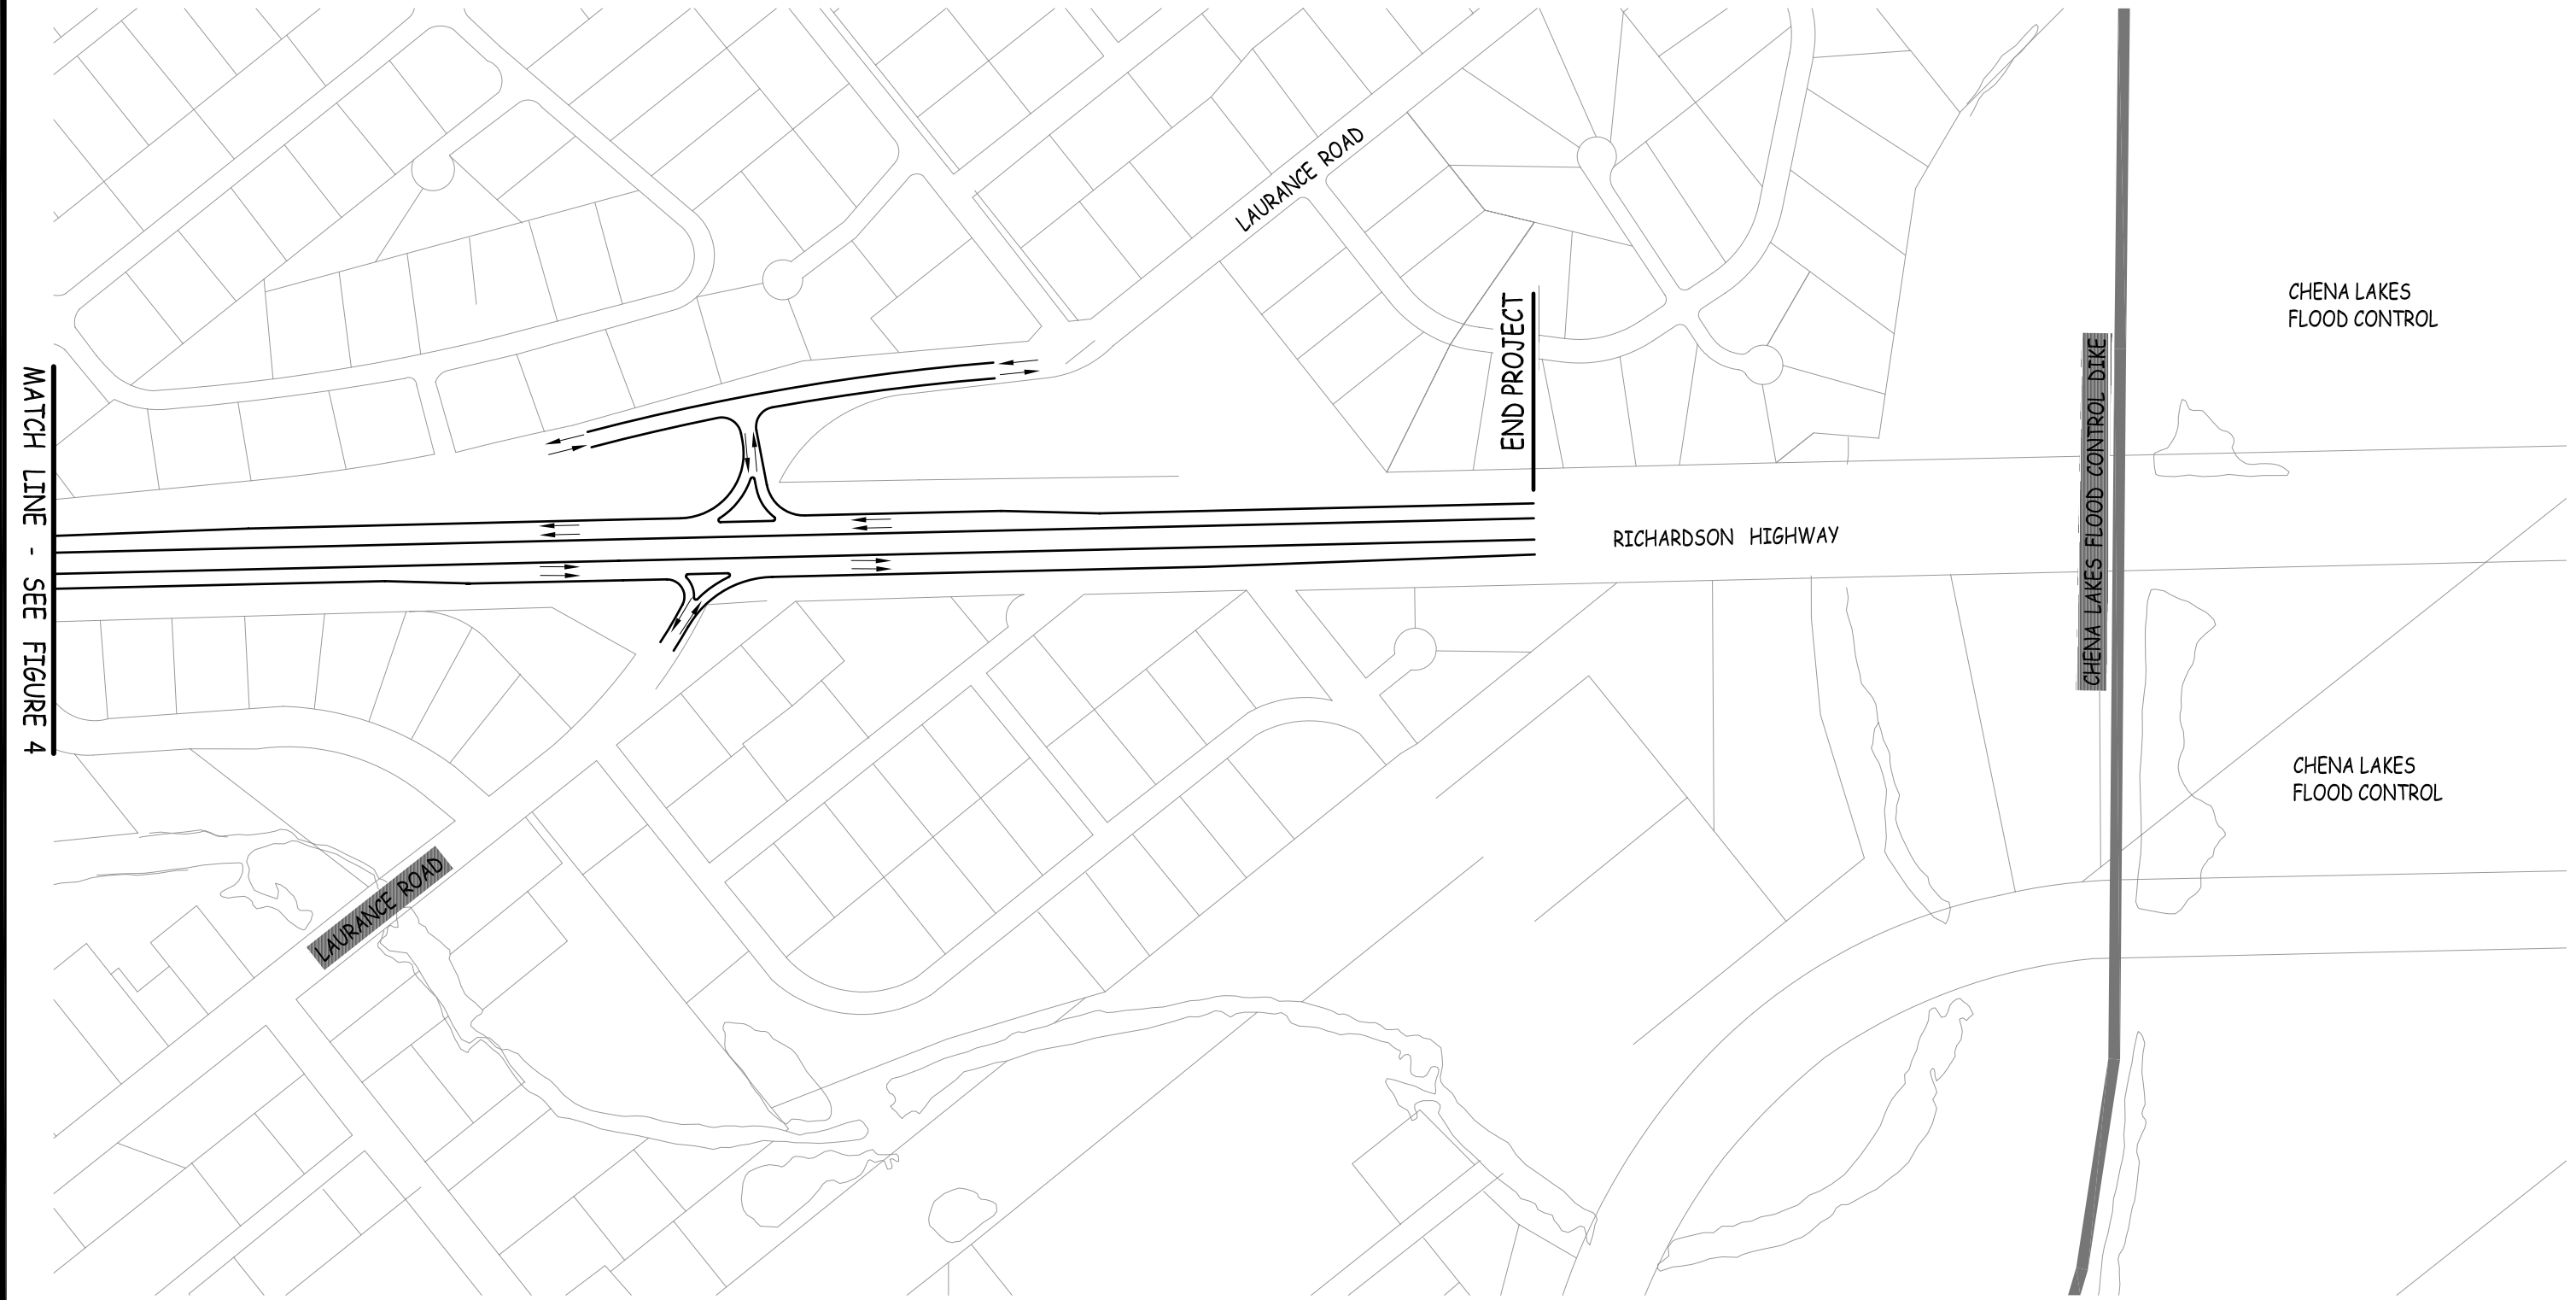 LAURANCE ROAD
CHENA LAKES
FLOOD CONTROL
END PROJECT
MATCH LINE - SEE FIGURE 4
RICHARDSON HIGHWAY
CHENA LAKES FLOOD CONTROL DIKE
CHENA LAKES
FLOOD CONTROL
LAURANCE ROAD